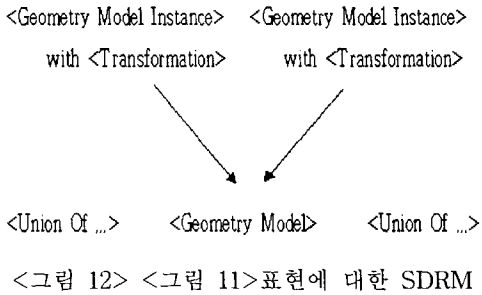 <Geometry Model Instance> <Geometry Model Instance>
with <Transformation> with <Transformation>
<Union Of ...> <Geometry Model> <Union Of ...>
<그림 12> <그림 11>표현에 대한 SDRM